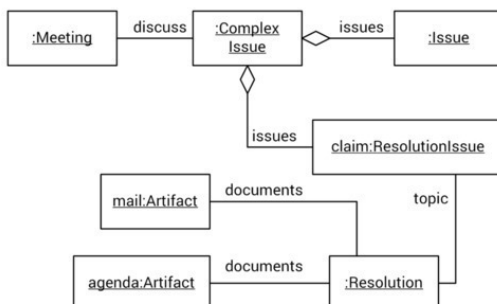 :Meeting
discuss
:Complex
Issue
issues
:Issue
issues
claim:ResolutionIssue
documents
topic
mail:Artifact
documents
agenda:Artifact
:Resolution